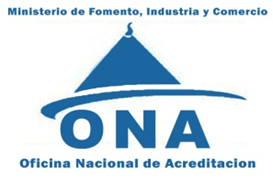 Ministerio de Fomento, Industria y Comercio
ONA
Oficina Nacional de Acreditacion